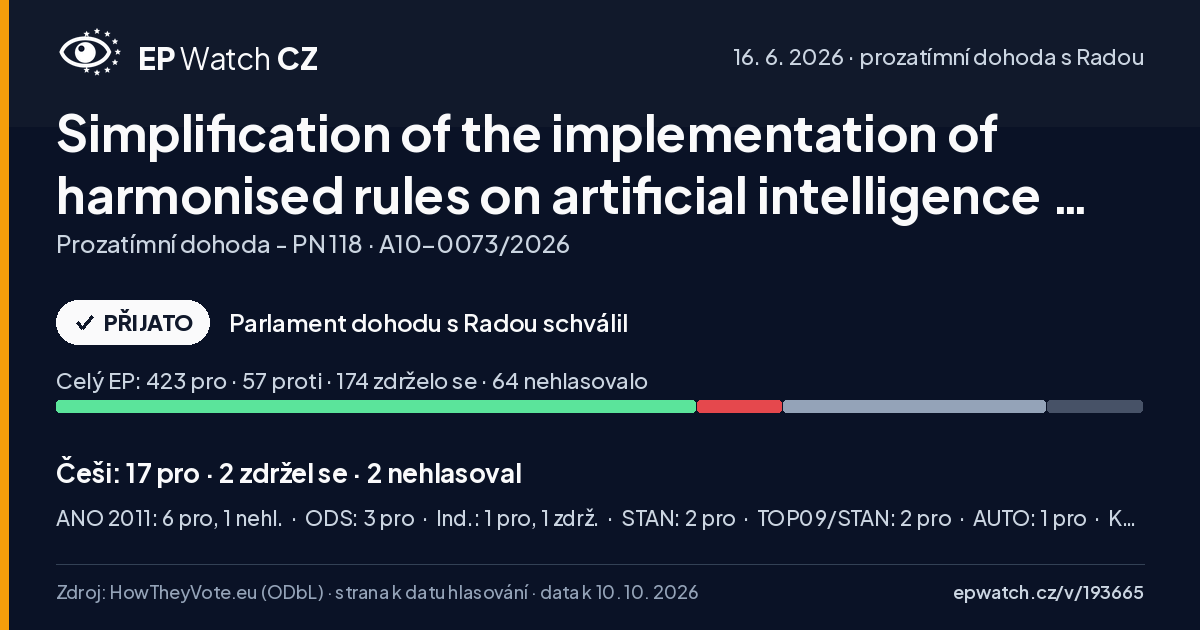 EP Watch CZ
16. 6. 2026 · prozatímní dohoda s Radou
Simplification of the implementation of
harmonised rules on artificial intelligence …
Prozatímní dohoda – PN 118 · A10-0073/2026
✓ PŘIJATO
Parlament dohodu s Radou schválil
Celý EP: 423 pro · 57 proti · 174 zdrželo se · 64 nehlasovalo
Češi: 17 pro · 2 zdržel se · 2 nehlasoval
ANO 2011: 6 pro, 1 nehl. · ODS: 3 pro · Ind.: 1 pro, 1 zdrž. · STAN: 2 pro · TOP09/STAN: 2 pro · AUTO: 1 pro · K…
Zdroj: HowTheyVote.eu (ODbL) · strana k datu hlasování · data k 10. 10. 2026
epwatch.cz/v/193665